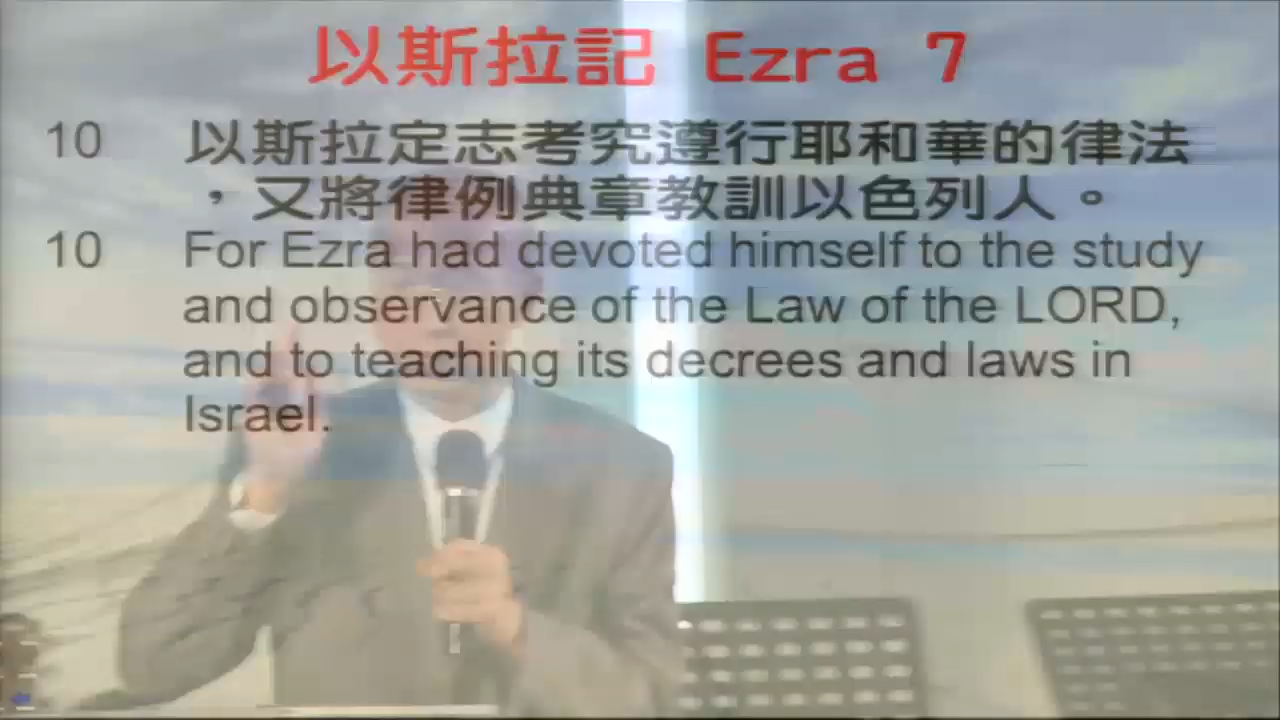 以斯拉記 Ezra 7
10 以斯拉定志考究遵行耶和華的律法
，又將律例典章教訓以色列人。
10 For Ezra had devoted himself to the study
and observance of the Law of the LORD,
and to teaching its decrees and laws in
Israel.